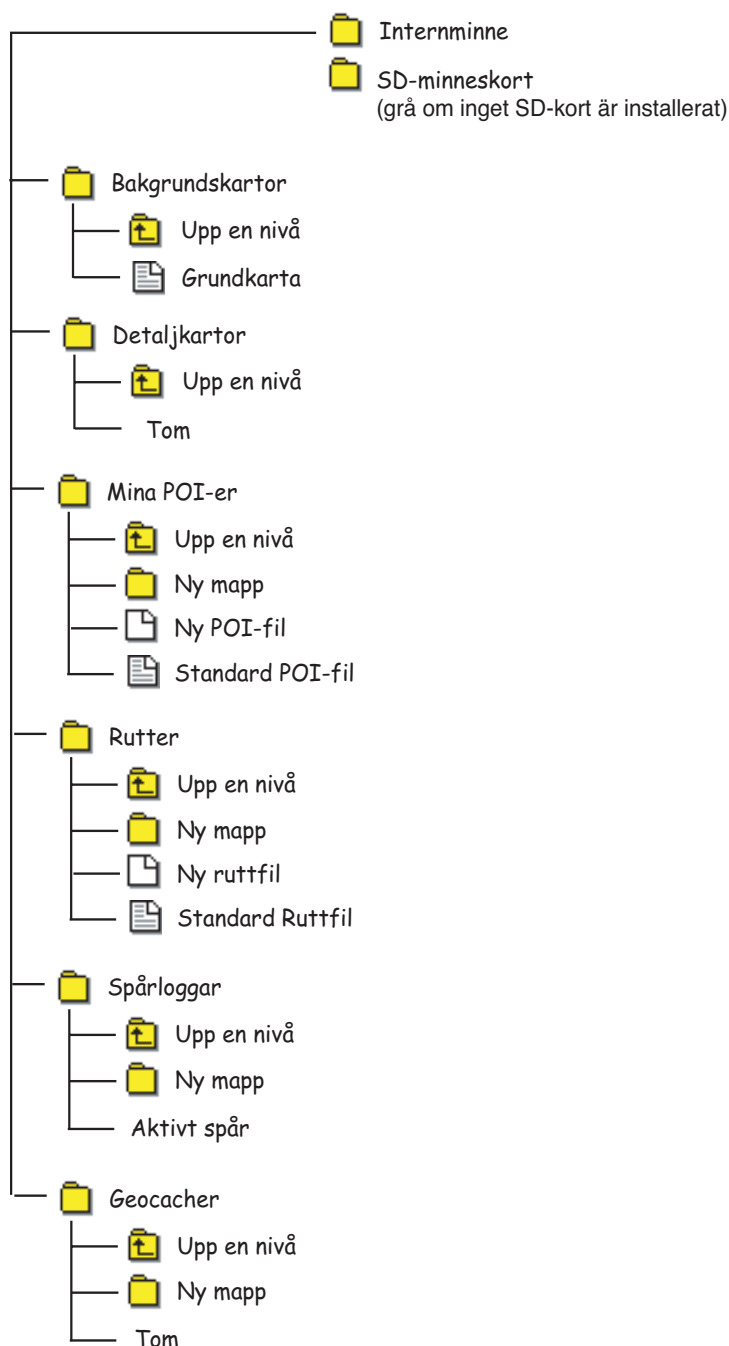 Internminne
SD-minneskort
(grå om inget SD-kort är installerat)
Bakgrundskartor
Upp en nivå
Grundkarta
Detaljkartor
Upp en nivå
Tom
Mina POI-er
Upp en nivå
Ny mapp
Ny POI-fil
Standard POI-fil
Rutter
Upp en nivå
Ny mapp
Ny ruttfil
Standard Ruttfil
Spårloggar
Upp en nivå
Ny mapp
Aktivt spår
Geocacher
Upp en nivå
Ny mapp
Tom